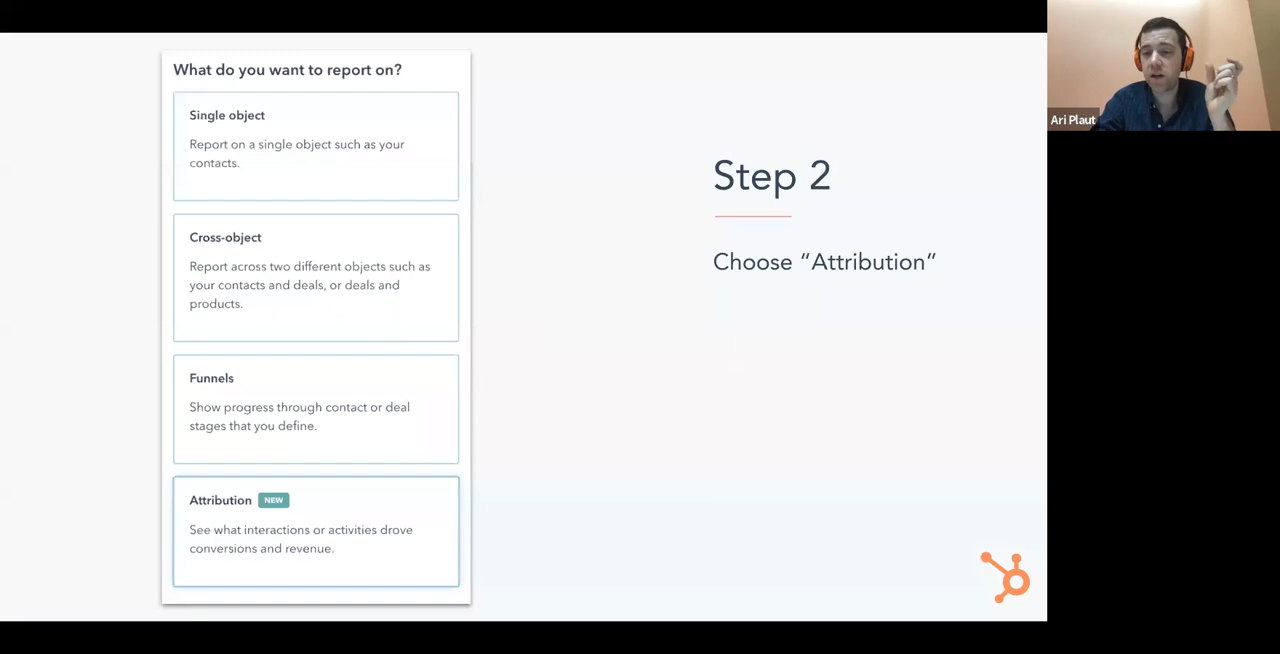 What do you want to report on?
Single object
Report on a single object such as your
contacts.
Cross-object
Report across two different objects such as
your contacts and deals, or deals and
products.
Funnels
Show progress through contact or deal
stages that you define.
Attribution NEW
See what interactions or activities drove
conversions and revenue.
Step 2
Choose “Attribution”
Ari Plaut